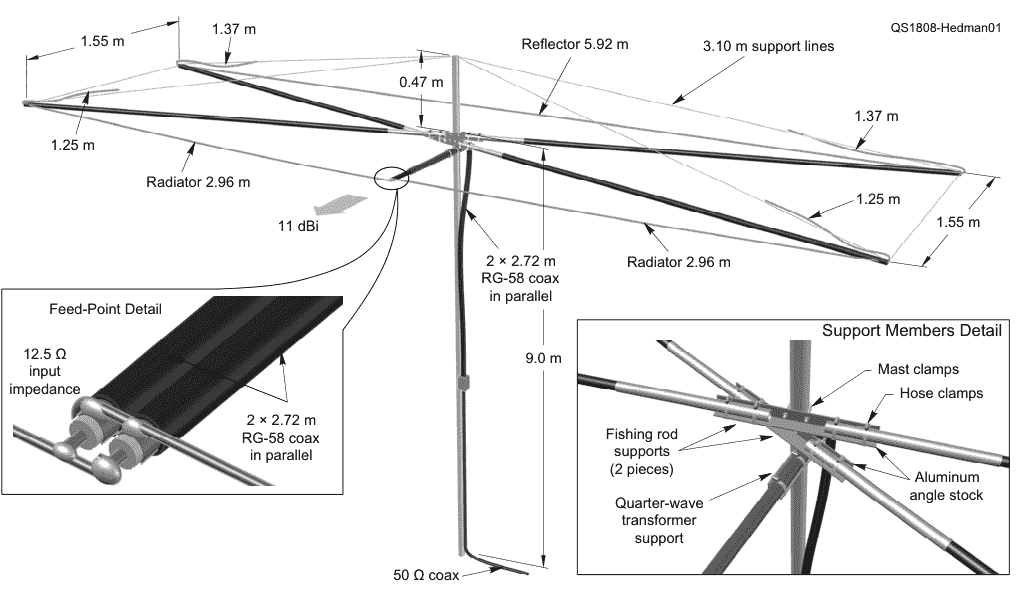 QS1808-Hedman01
1.55 m
1.37 m
Reflector 5.92 m
3.10 m support lines
0.47 m
1.25 m
1.37 m
Radiator 2.96 m
1.25 m
1.55 m
11 dBi
2 × 2.72 m
RG-58 coax
in parallel
Radiator 2.96 m
9.0 m
50 Ω coax
Feed-Point Detail
12.5 Ω
input
impedance
2 × 2.72 m
RG-58 coax
in parallel
Support Members Detail
Mast clamps
Hose clamps
Fishing rod
supports
(2 pieces)
Aluminum
angle stock
Quarter-wave
transformer
support